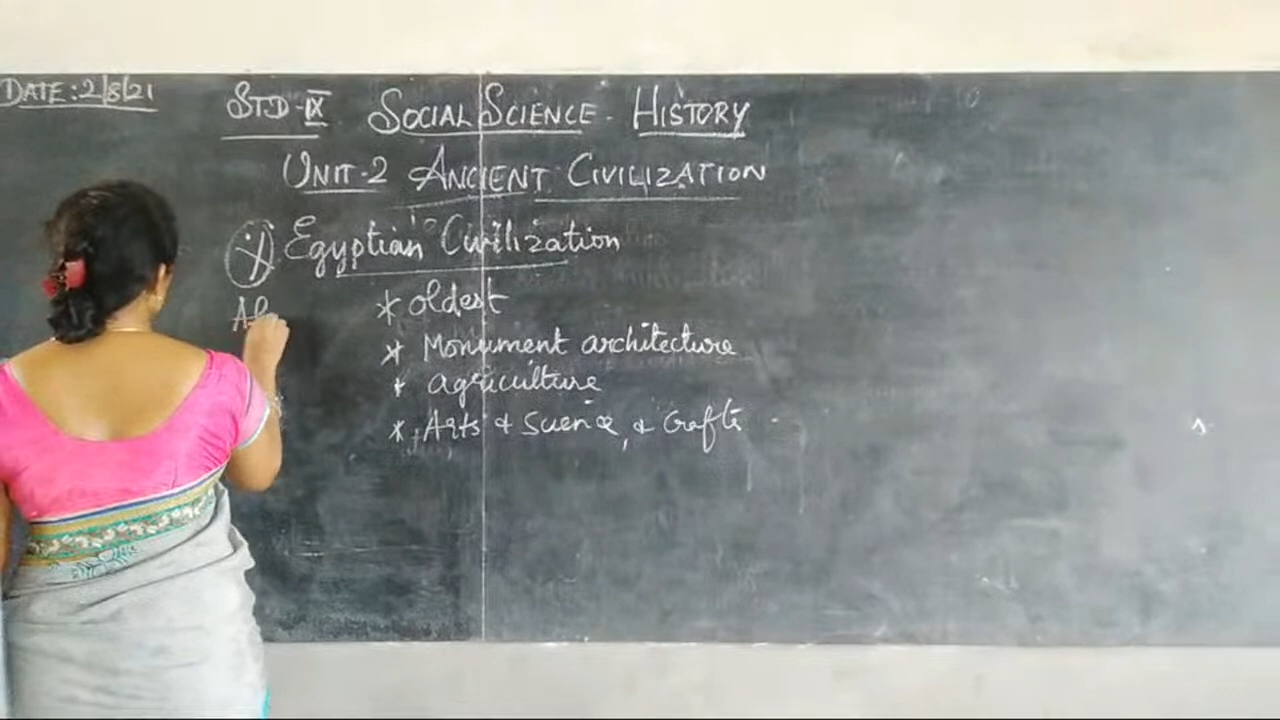 DATE: 2/8/21
STD-IX SOCIAL SCIENCE - HISTORY
UNIT-2 ANCIENT CIVILIZATION
Egyptian Civilization
* oldest
* Monument architecture
* agriculture
* Arts & Science, & Crafts